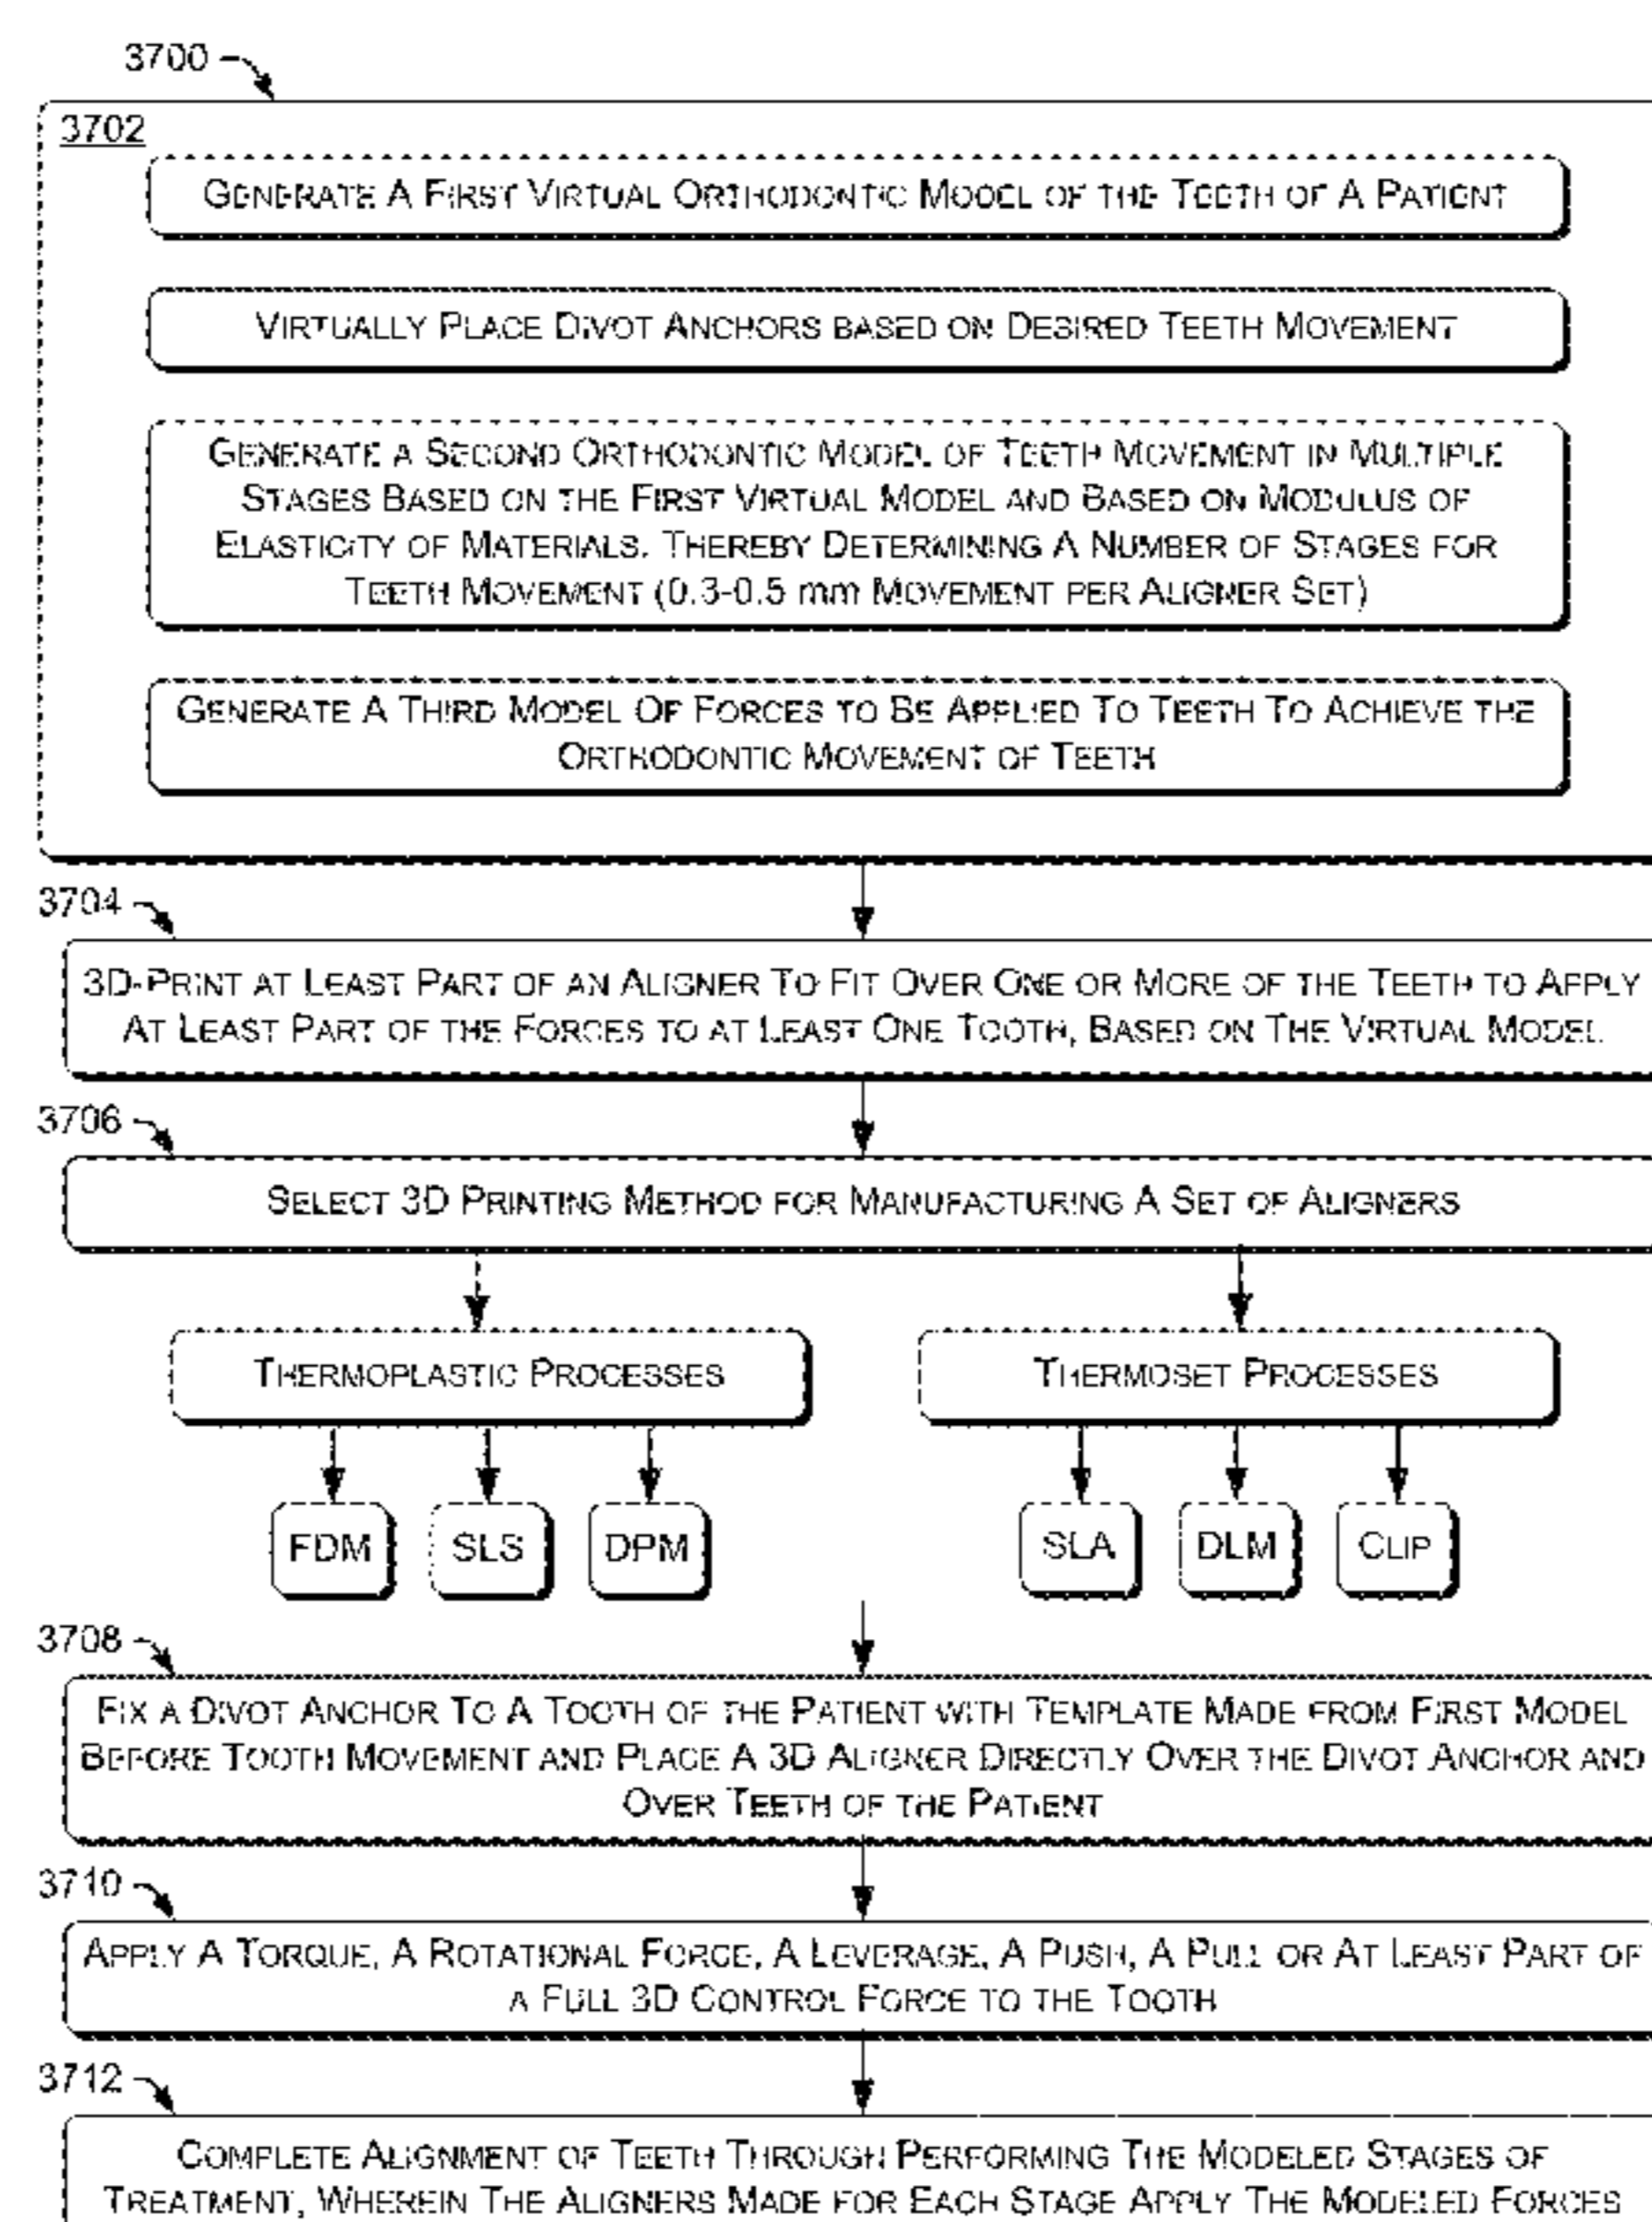 3700
3702
GENERATE A FIRST VIRTUAL ORTHODONTIC MODEL OF THE TEETH OF A PATIENT
VIRTUALLY PLACE DIVOT ANCHORS BASED ON DESIRED TEETH MOVEMENT
GENERATE A SECOND ORTHODONTIC MODEL OF TEETH MOVEMENT IN MULTIPLE
STAGES BASED ON THE FIRST VIRTUAL MODEL AND BASED ON MODULUS OF
ELASTICITY OF MATERIALS, THEREBY DETERMINING A NUMBER OF STAGES FOR
TEETH MOVEMENT (0.3-0.5 mm MOVEMENT PER ALIGNER SET)
GENERATE A THIRD MODEL OF FORCES TO BE APPLIED TO TEETH TO ACHIEVE THE
ORTHODONTIC MOVEMENT OF TEETH
3704
3D-PRINT AT LEAST PART OF AN ALIGNER TO FIT OVER ONE OR MORE OF THE TEETH TO APPLY
AT LEAST PART OF THE FORCES TO AT LEAST ONE TOOTH, BASED ON THE VIRTUAL MODEL
3706
SELECT 3D PRINTING METHOD FOR MANUFACTURING A SET OF ALIGNERS
THERMOPLASTIC PROCESSES THERMOSET PROCESSES
FDM SLS DPM SLA DLM CLIP
3708
FIX A DIVOT ANCHOR TO A TOOTH OF THE PATIENT WITH TEMPLATE MADE FROM FIRST MODEL
BEFORE TOOTH MOVEMENT AND PLACE A 3D ALIGNER DIRECTLY OVER THE DIVOT ANCHOR AND
OVER TEETH OF THE PATIENT
3710
APPLY A TORQUE, A ROTATIONAL FORCE, A LEVERAGE, A PUSH, A PULL OR AT LEAST PART OF
A FULL 3D CONTROL FORCE TO THE TOOTH
3712
COMPLETE ALIGNMENT OF TEETH THROUGH PERFORMING THE MODELED STAGES OF
TREATMENT, WHEREIN THE ALIGNERS MADE FOR EACH STAGE APPLY THE MODELED FORCES